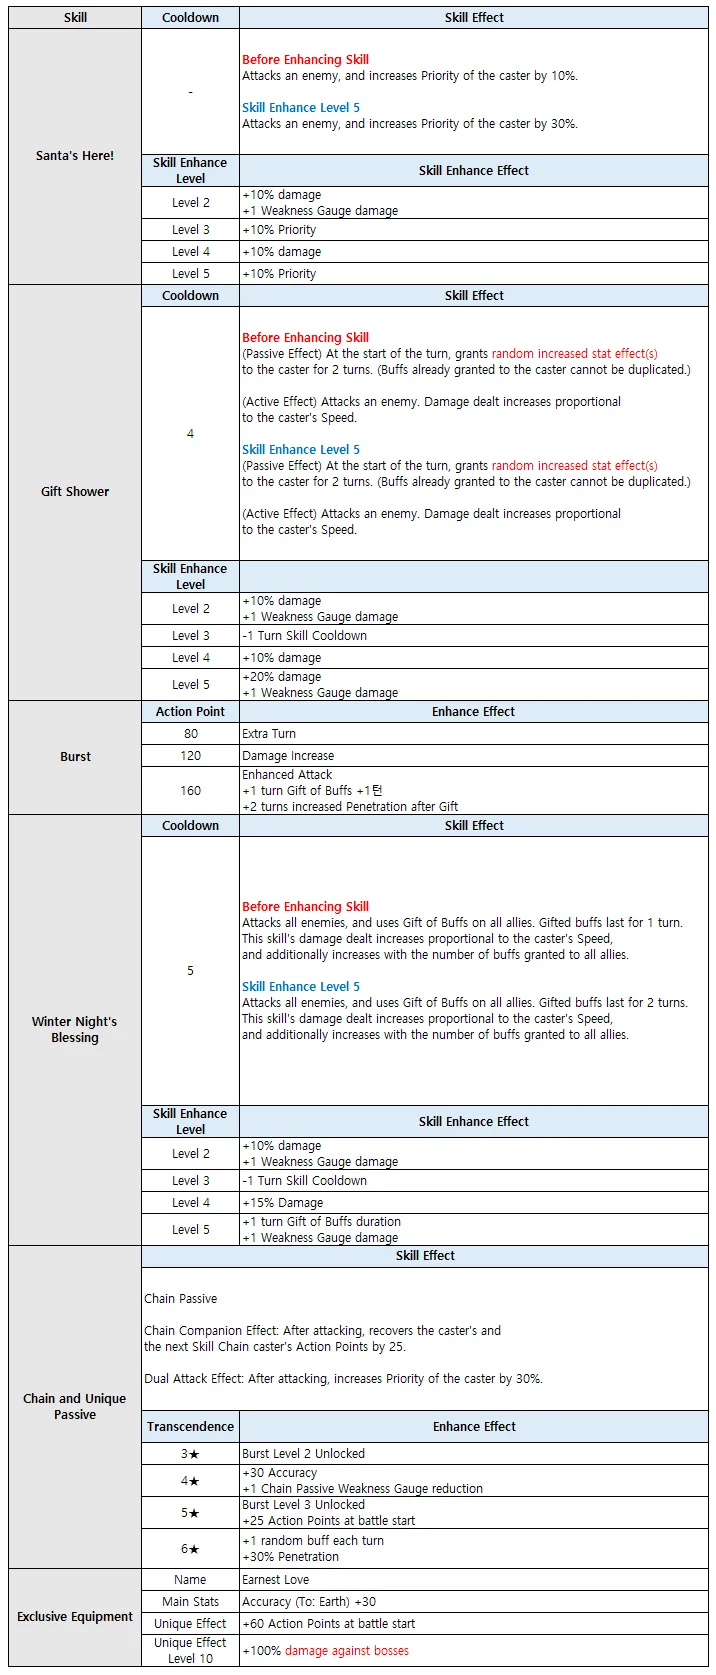 Skill
Cooldown
Skill Effect
Santa's Here!
-
Before Enhancing Skill
Attacks an enemy, and increases Priority of the caster by 10%.
Skill Enhance Level 5
Attacks an enemy, and increases Priority of the caster by 30%.
Skill Enhance
Level
Skill Enhance Effect
Level 2
+10% damage
+1 Weakness Gauge damage
Level 3
+10% Priority
Level 4
+10% damage
Level 5
+10% Priority
Gift Shower
Cooldown
Skill Effect
4
Before Enhancing Skill
(Passive Effect) At the start of the turn, grants random increased stat effect(s)
to the caster for 2 turns. (Buffs already granted to the caster cannot be duplicated.)
(Active Effect) Attacks an enemy. Damage dealt increases proportional
to the caster's Speed.
Skill Enhance Level 5
(Passive Effect) At the start of the turn, grants random increased stat effect(s)
to the caster for 2 turns. (Buffs already granted to the caster cannot be duplicated.)
(Active Effect) Attacks an enemy. Damage dealt increases proportional
to the caster's Speed.
Skill Enhance
Level
Level 2
+10% damage
+1 Weakness Gauge damage
Level 3
-1 Turn Skill Cooldown
Level 4
+10% damage
Level 5
+20% damage
+1 Weakness Gauge damage
Burst
Action Point
Enhance Effect
80
Extra Turn
120
Damage Increase
160
Enhanced Attack
+1 turn Gift of Buffs +1턴
+2 turns increased Penetration after Gift
Winter Night's
Blessing
Cooldown
Skill Effect
5
Before Enhancing Skill
Attacks all enemies, and uses Gift of Buffs on all allies. Gifted buffs last for 1 turn.
This skill's damage dealt increases proportional to the caster's Speed,
and additionally increases with the number of buffs granted to all allies.
Skill Enhance Level 5
Attacks all enemies, and uses Gift of Buffs on all allies. Gifted buffs last for 2 turns.
This skill's damage dealt increases proportional to the caster's Speed,
and additionally increases with the number of buffs granted to all allies.
Skill Enhance
Level
Skill Enhance Effect
Level 2
+10% damage
+1 Weakness Gauge damage
Level 3
-1 Turn Skill Cooldown
Level 4
+15% Damage
Level 5
+1 turn Gift of Buffs duration
+1 Weakness Gauge damage
Chain and Unique
Passive
Skill Effect
Chain Passive
Chain Companion Effect: After attacking, recovers the caster's and
the next Skill Chain caster's Action Points by 25.
Dual Attack Effect: After attacking, increases Priority of the caster by 30%.
Transcendence
Enhance Effect
3★
Burst Level 2 Unlocked
4★
+30 Accuracy
+1 Chain Passive Weakness Gauge reduction
5★
Burst Level 3 Unlocked
+25 Action Points at battle start
6★
+1 random buff each turn
+30% Penetration
Exclusive Equipment
Name
Earnest Love
Main Stats
Accuracy (To: Earth) +30
Unique Effect
+60 Action Points at battle start
Unique Effect
Level 10
+100% damage against bosses